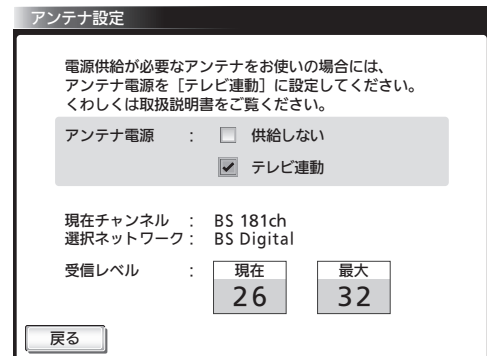 アンテナ設定
電源供給が必要なアンテナをお使いの場合には、
アンテナ電源を［テレビ連動］に設定してください。
くわしくは取扱説明書をご覧ください。
アンテナ電源 : 供給しない
テレビ連動
現在チャンネル : BS 181ch
選択ネットワーク : BS Digital
受信レベル : 現在 最大
26 32
戻る